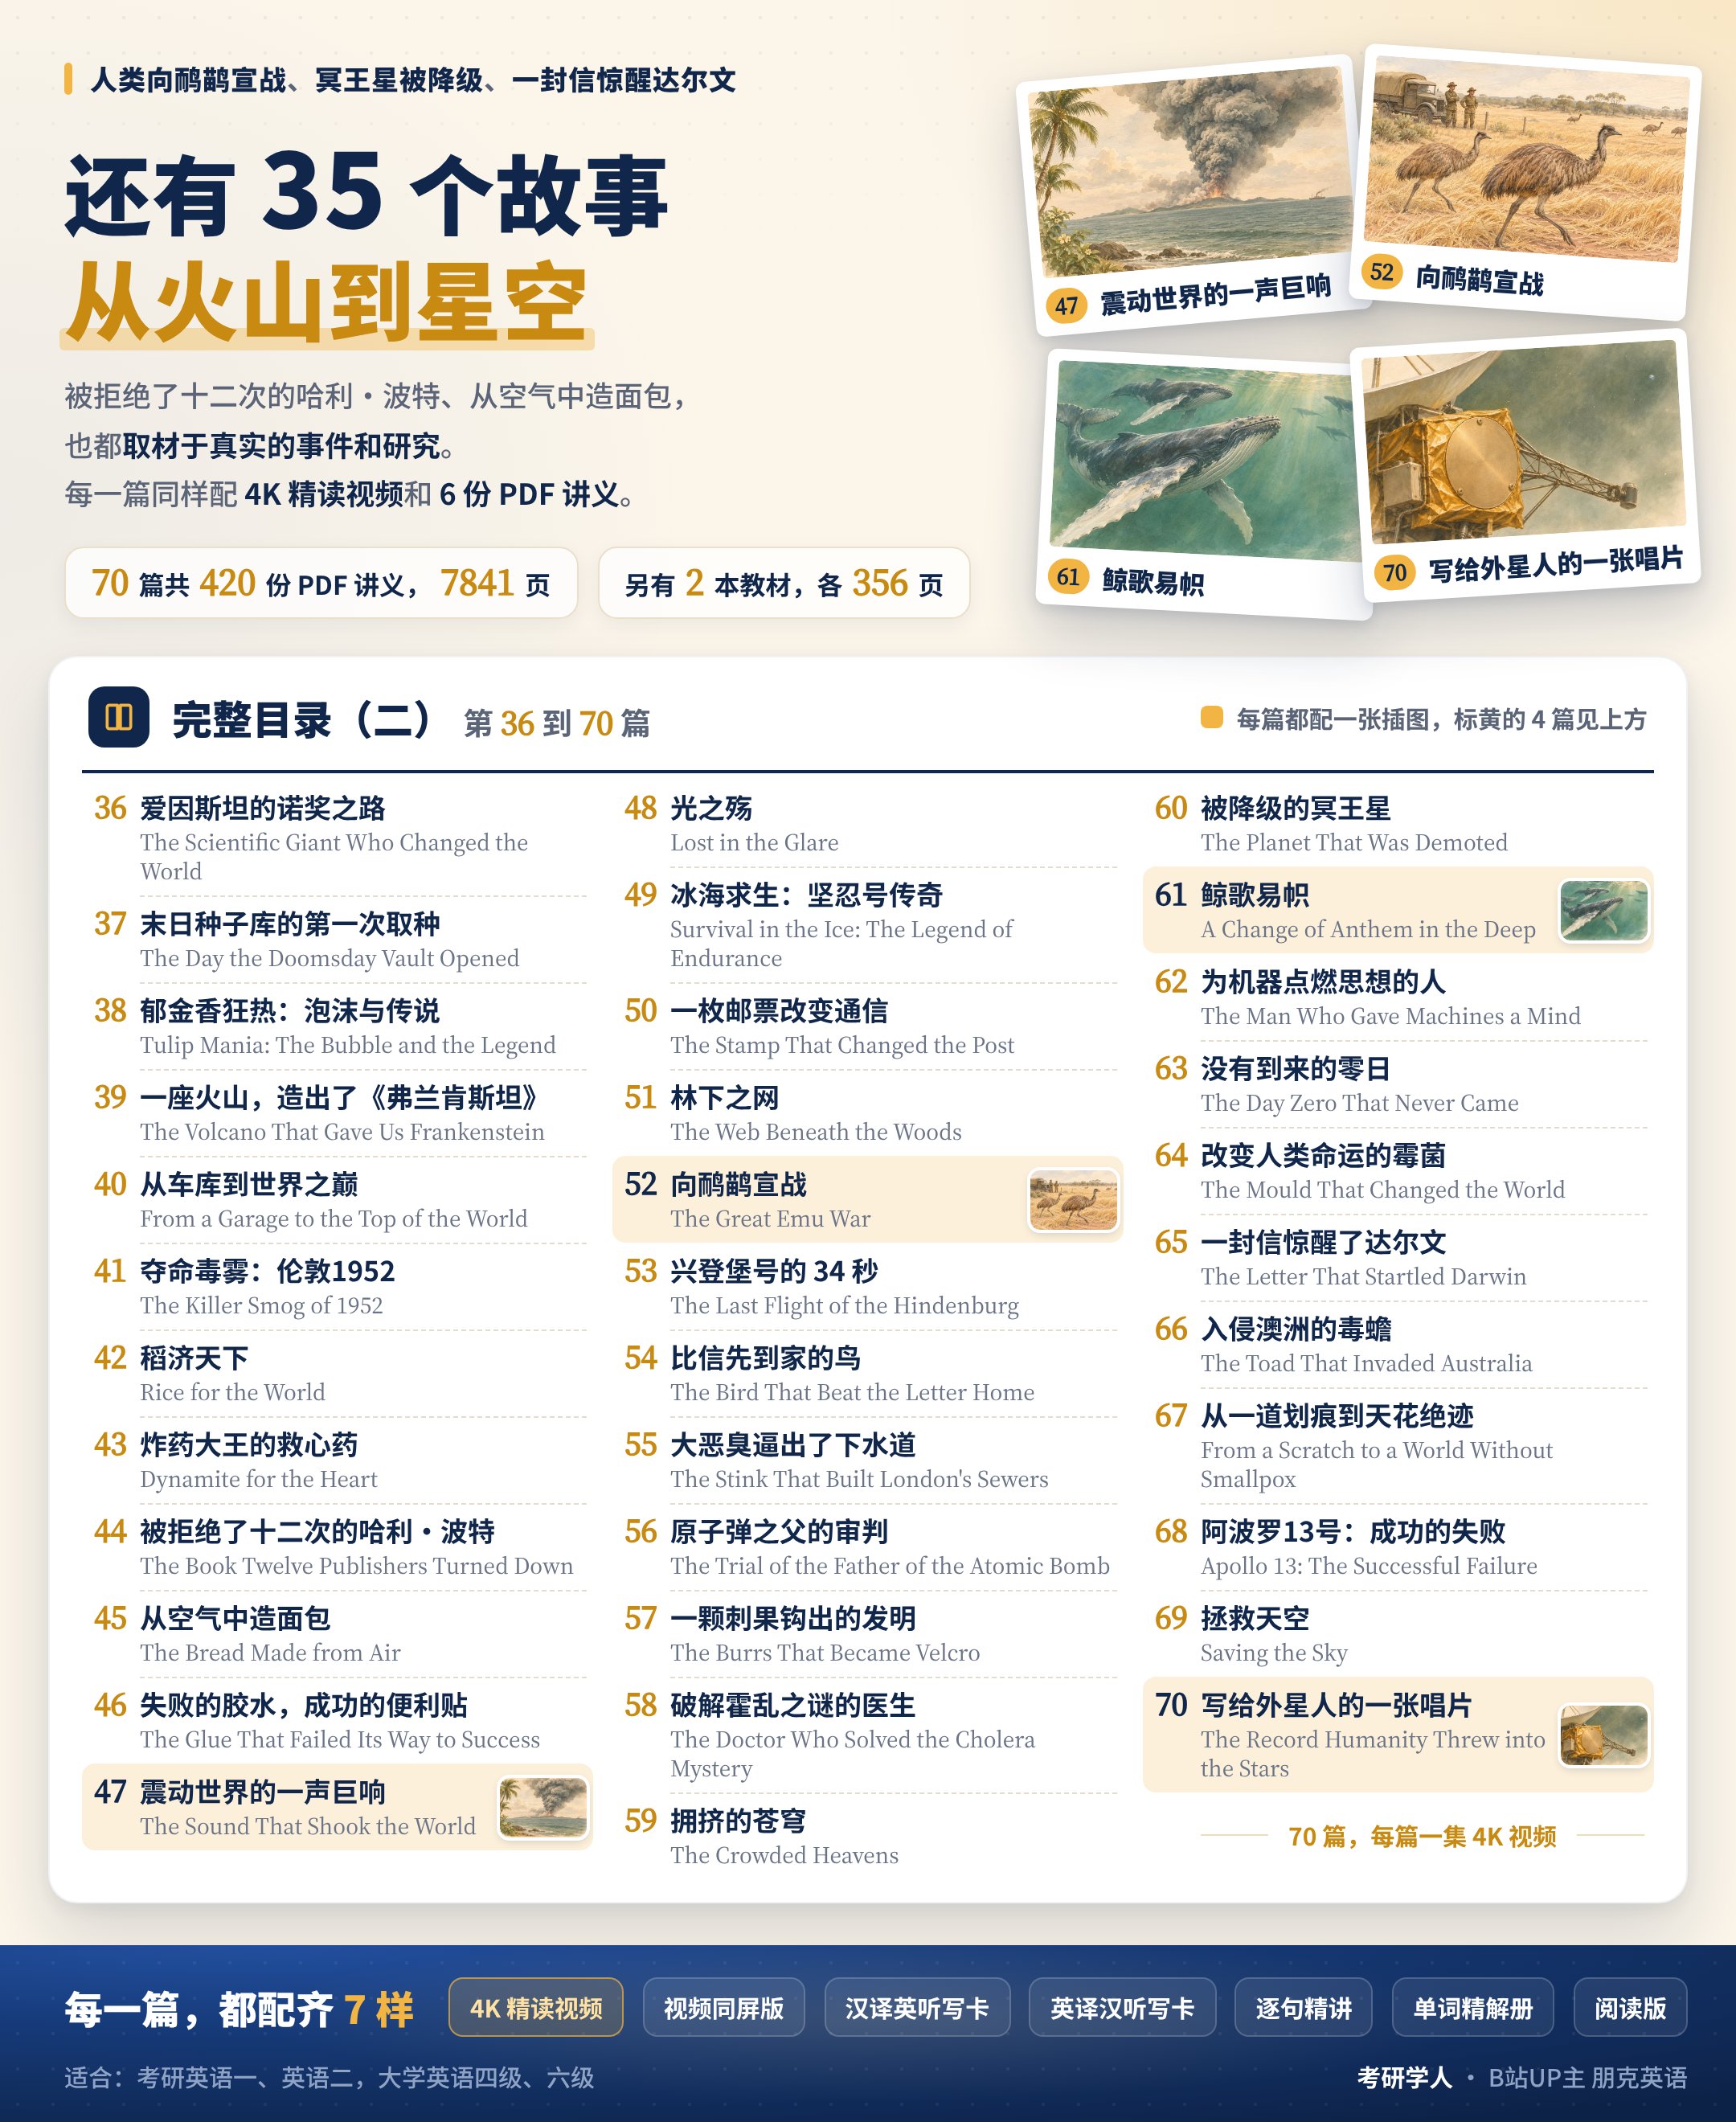 人类向鸸鹋宣战、冥王星被降级、一封信惊醒达尔文
还有 35 个故事
从火山到星空
被拒绝了十二次的哈利·波特、从空气中造面包，
也都取材于真实的事件和研究。
每一篇同样配 4K 精读视频和 6 份 PDF 讲义。
70 篇共 420 份 PDF 讲义， 7841 页
另有 2 本教材，各 356 页
47 震动世界的一声巨响
52 向鸸鹋宣战
61 鲸歌易帜
70 写给外星人的一张唱片
完整目录（二） 第 36 到 70 篇
每篇都配一张插图，标黄的 4 篇见上方
36 爱因斯坦的诺奖之路
The Scientific Giant Who Changed the
World
37 末日种子库的第一次取种
The Day the Doomsday Vault Opened
38 郁金香狂热：泡沫与传说
Tulip Mania: The Bubble and the Legend
39 一座火山，造出了《弗兰肯斯坦》
The Volcano That Gave Us Frankenstein
40 从车库到世界之巅
From a Garage to the Top of the World
41 夺命毒雾：伦敦1952
The Killer Smog of 1952
42 稻济天下
Rice for the World
43 炸药大王的救心药
Dynamite for the Heart
44 被拒绝了十二次的哈利·波特
The Book Twelve Publishers Turned Down
45 从空气中造面包
The Bread Made from Air
46 失败的胶水，成功的便利贴
The Glue That Failed Its Way to Success
47 震动世界的一声巨响
The Sound That Shook the World
48 光之殇
Lost in the Glare
49 冰海求生：坚忍号传奇
Survival in the Ice: The Legend of
Endurance
50 一枚邮票改变通信
The Stamp That Changed the Post
51 林下之网
The Web Beneath the Woods
52 向鸸鹋宣战
The Great Emu War
53 兴登堡号的 34 秒
The Last Flight of the Hindenburg
54 比信先到家的鸟
The Bird That Beat the Letter Home
55 大恶臭逼出了下水道
The Stink That Built London's Sewers
56 原子弹之父的审判
The Trial of the Father of the Atomic Bomb
57 一颗刺果钩出的发明
The Burrs That Became Velcro
58 破解霍乱之谜的医生
The Doctor Who Solved the Cholera
Mystery
59 拥挤的苍穹
The Crowded Heavens
60 被降级的冥王星
The Planet That Was Demoted
61 鲸歌易帜
A Change of Anthem in the Deep
62 为机器点燃思想的人
The Man Who Gave Machines a Mind
63 没有到来的零日
The Day Zero That Never Came
64 改变人类命运的霉菌
The Mould That Changed the World
65 一封信惊醒了达尔文
The Letter That Startled Darwin
66 入侵澳洲的毒蟾
The Toad That Invaded Australia
67 从一道划痕到天花绝迹
From a Scratch to a World Without
Smallpox
68 阿波罗13号：成功的失败
Apollo 13: The Successful Failure
69 拯救天空
Saving the Sky
70 写给外星人的一张唱片
The Record Humanity Threw into
the Stars
70 篇，每篇一集 4K 视频
每一篇，都配齐 7 样
4K 精读视频
视频同屏版
汉译英听写卡
英译汉听写卡
逐句精讲
单词精解册
阅读版
适合：考研英语一、英语二，大学英语四级、六级
考研学人 · B站UP主 朋克英语